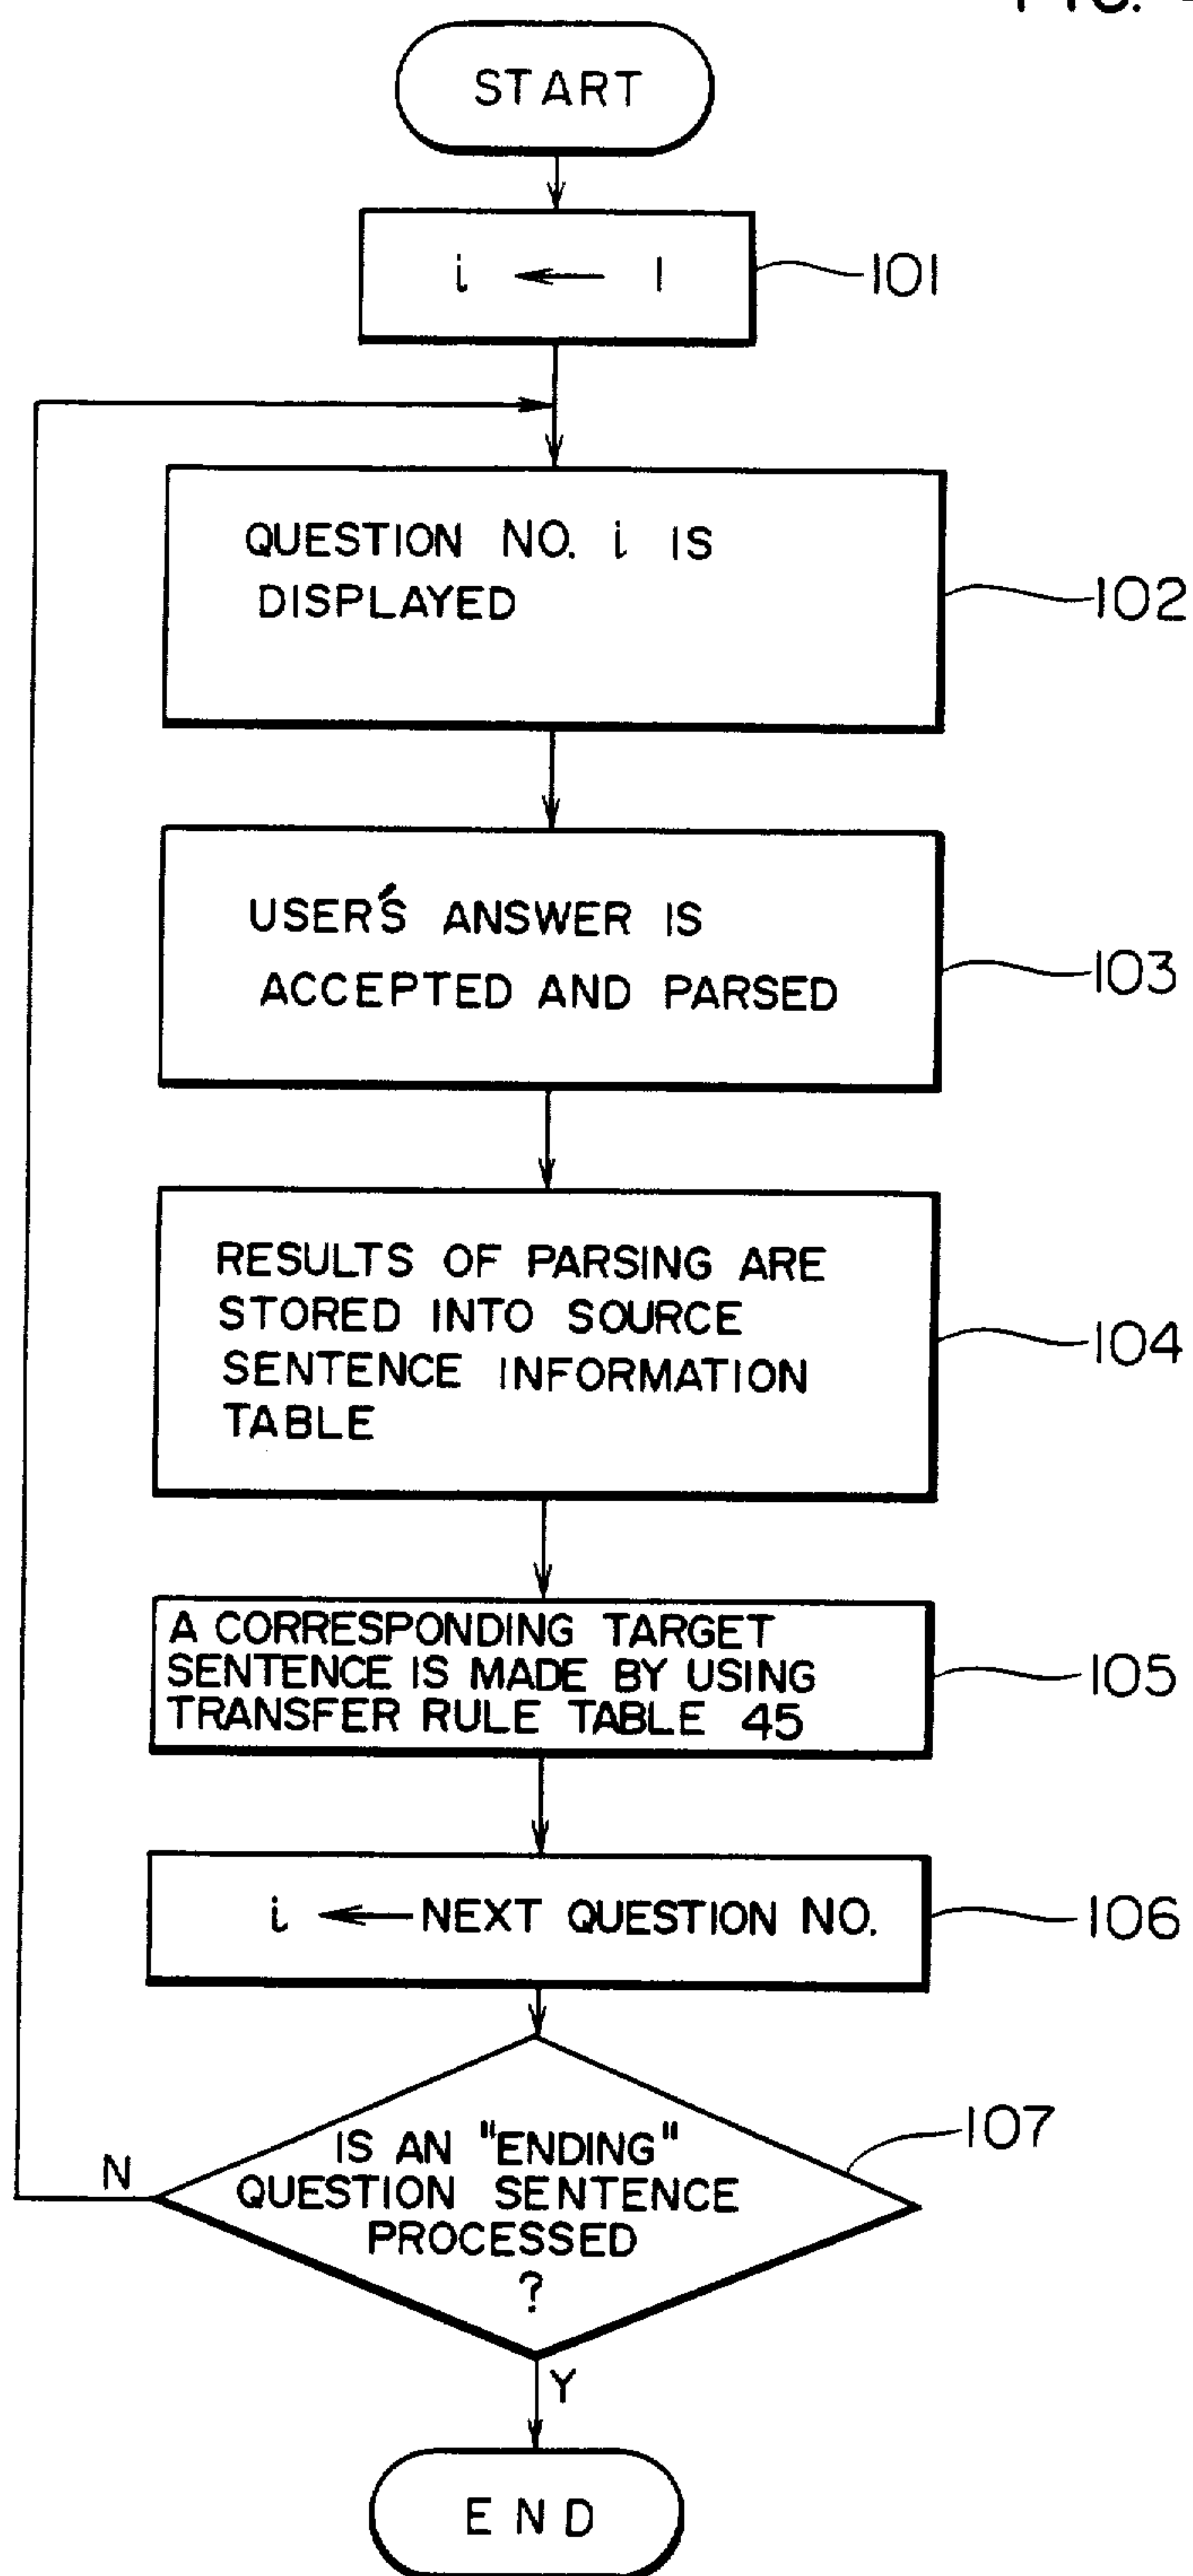 FIG.
START
i ← 1
101
QUESTION NO. i IS
DISPLAYED
102
USER'S ANSWER IS
ACCEPTED AND PARSED
103
RESULTS OF PARSING ARE
STORED INTO SOURCE
SENTENCE INFORMATION
TABLE
104
A CORRESPONDING TARGET
SENTENCE IS MADE BY USING
TRANSFER RULE TABLE 45
105
i ← NEXT QUESTION NO.
106
IS AN "ENDING"
QUESTION SENTENCE
PROCESSED
?
107
N
Y
END